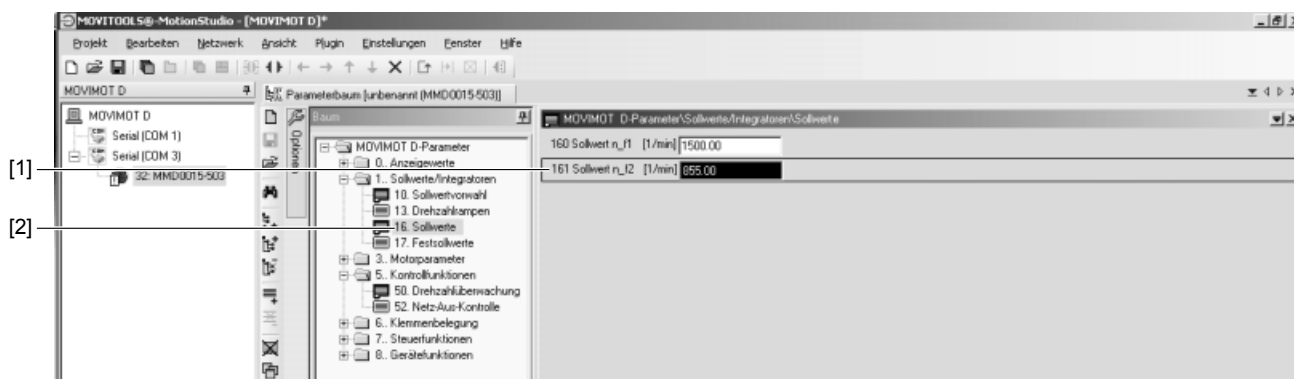 MOVITOOLS®-MotionStudio - [MOVIMOT D]*
Projekt Bearbeiten Netzwerk Ansicht Plugin Einstellungen Fenster Hilfe
MOVIMOT D
Parameterbaum [unbenannt (MMD0015-503)]
MOVIMOT D
Serial (COM 1)
Serial (COM 3)
32: MMD0015-503
Optionen
Baum
MOVIMOT D-Parameter
0.. Anzeigewerte
1.. Sollwerte/Integratoren
10. Sollwertvorwahl
13. Drehzahlrampen
16. Sollwerte
17. Festsollwerte
3.. Motorparameter
5.. Kontrollfunktionen
50. Drehzahlüberwachung
52. Netz-Aus-Kontrolle
6.. Klemmenbelegung
7.. Steuerfunktionen
8.. Gerätefunktionen
MOVIMOT D-Parameter\Sollwerte/Integratoren\Sollwerte
160 Sollwert n_f1 [1/min] 1500.00
161 Sollwert n_f2 [1/min] 855.00
[1]
[2]